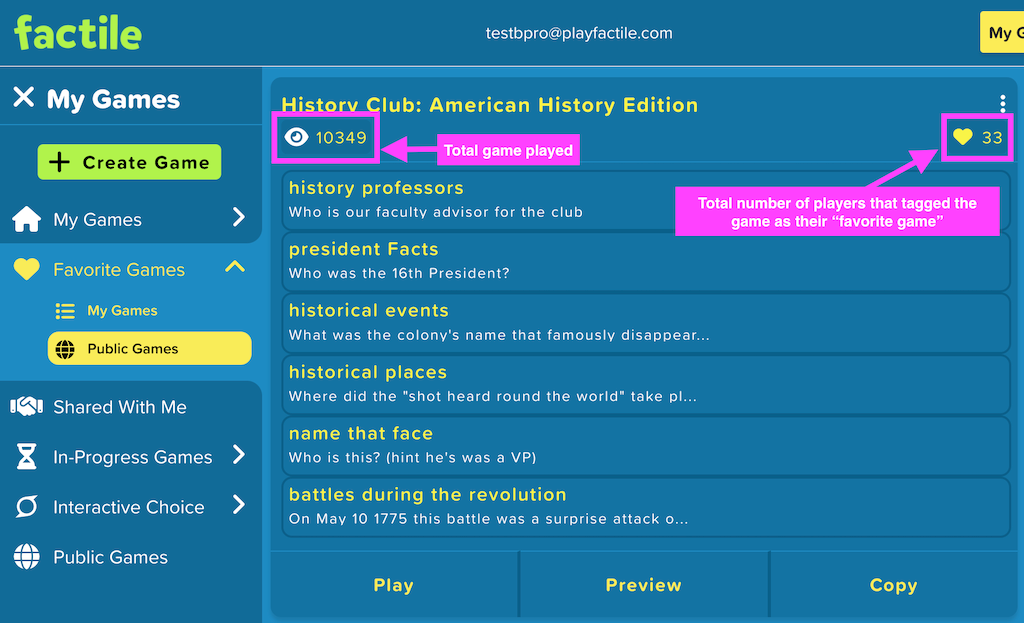 factile
testbpro@playfactile.com
My G
My Games
Create Game
My Games
Favorite Games
My Games
Public Games
Shared With Me
In-Progress Games
Interactive Choice
Public Games
History Club: American History Edition
10349
Total game played
33
Total number of players that tagged the
game as their “favorite game”
history professors
Who is our faculty advisor for the club
president Facts
Who was the 16th President?
historical events
What was the colony's name that famously disappear...
historical places
Where did the "shot heard round the world" take pl...
name that face
Who is this? (hint he's was a VP)
battles during the revolution
On May 10 1775 this battle was a surprise attack o...
Play
Preview
Copy